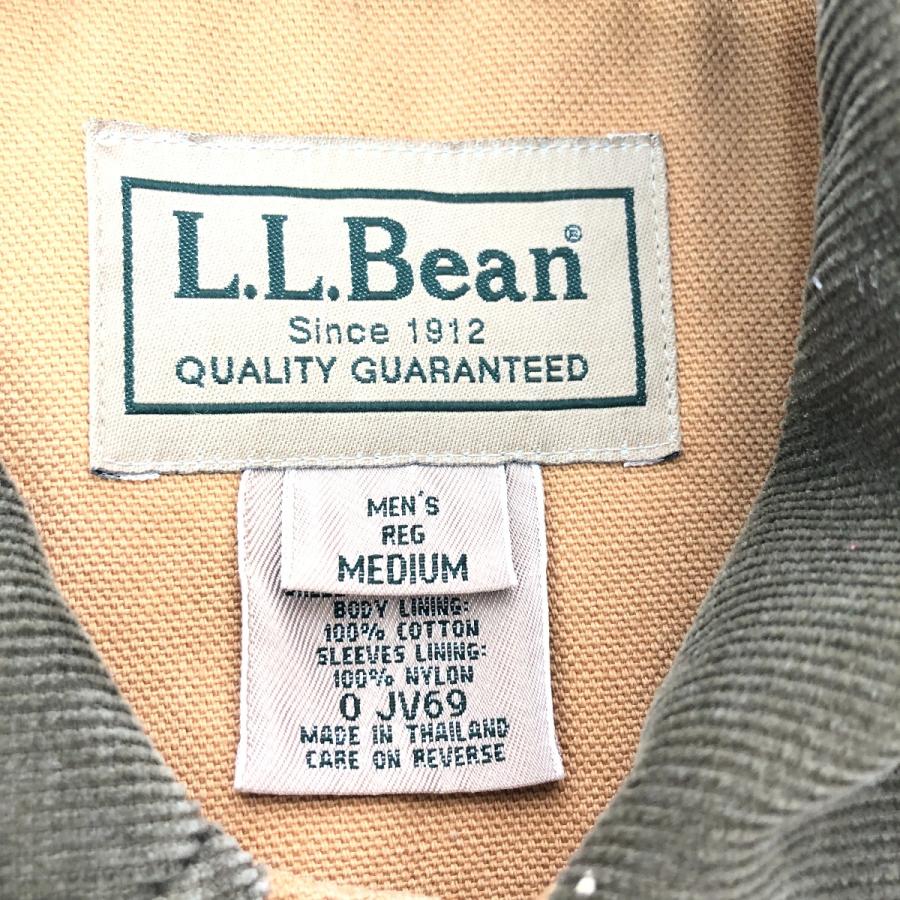 L.L.Bean®
Since 1912
QUALITY GUARANTEED
MEN'S
REG
MEDIUM
BODY LINING:
100% COTTON
SLEEVES LINING:
100% NYLON
0 JV69
MADE IN THAILAND
CARE ON REVERSE